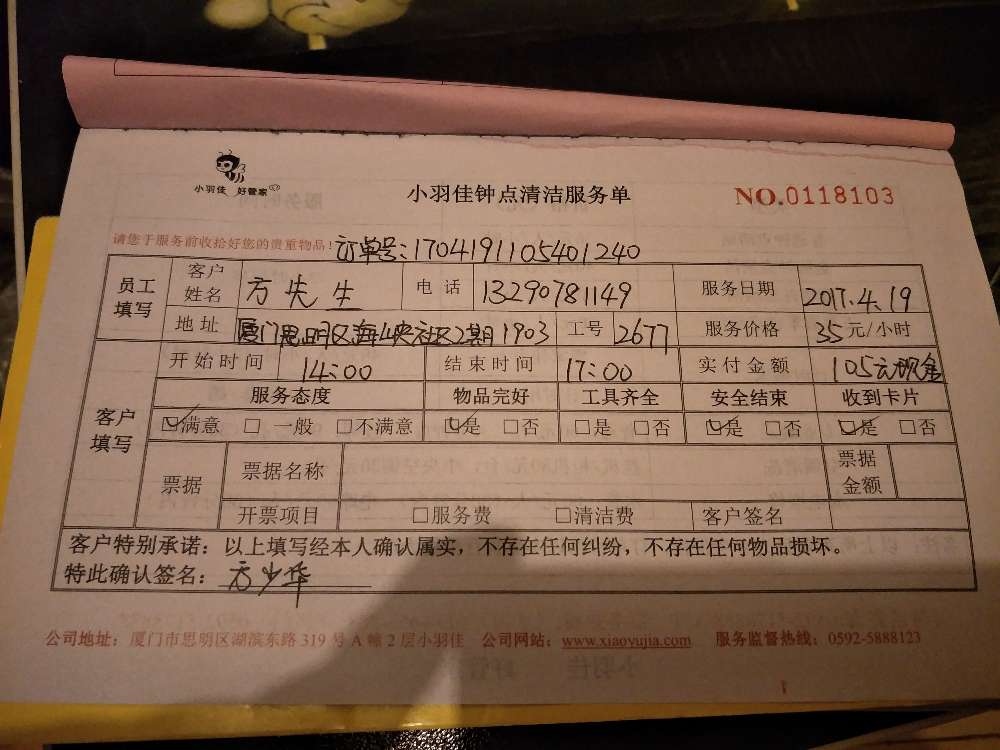 小羽佳 好管家
小羽佳钟点清洁服务单
NO.0118103
请您于服务前收拾好您的贵重物品!
订单号:170419110541240
员工填写 客户姓名 方先生 电话 13290781149 服务日期 2017.4.19
地址 厦门思明区海峡社区2期1903 工号 2677 服务价格 35元/小时
客户填写 开始时间 14:00 结束时间 17:00 实付金额 105元现金
服务态度 物品完好 工具齐全 安全结束 收到卡片
☑满意 □一般 □不满意 ☑是 □否 □是 □否 ☑是 □否 ☑是 □否
票据 票据名称 票据金额
开票项目 □服务费 □清洁费 客户签名
客户特别承诺:以上填写经本人确认属实,不存在任何纠纷,不存在任何物品损坏。
特此确认签名:方少华
公司地址:厦门市思明区湖滨东路319号A幢2层小羽佳 公司网站:www.xiaoyujia.com 服务监督热线:0592-5888123